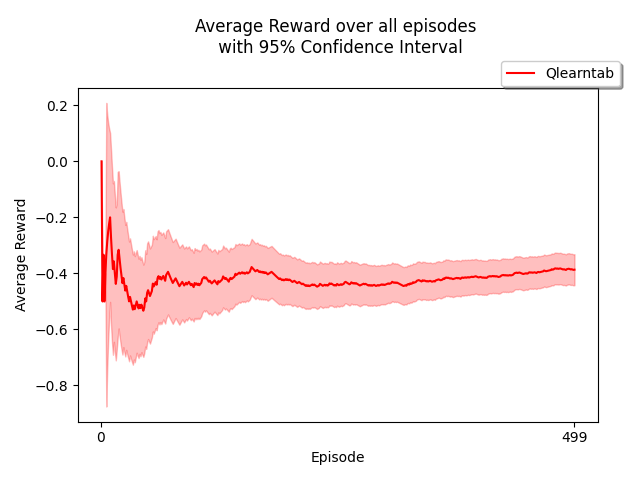 Average Reward over all episodes
with 95% Confidence Interval
Qlearntab
0.2
0.0
−0.2
−0.4
−0.6
−0.8
Average Reward
0
499
Episode